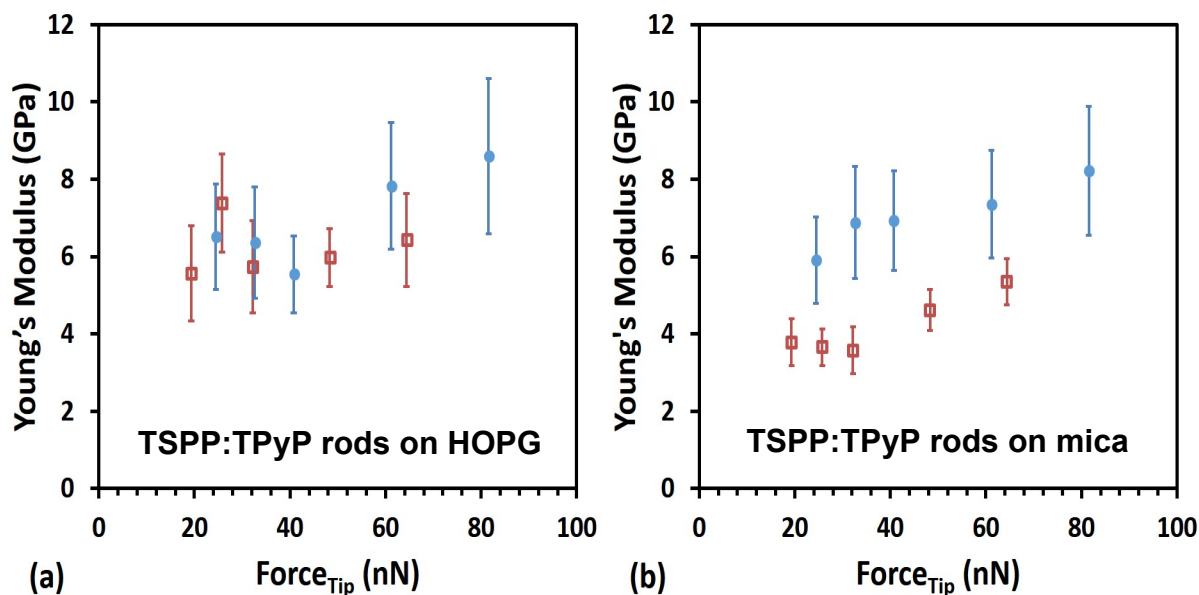 12
10
8
6
4
2
0
Young’s Modulus (GPa)
TSPP:TPyP rods on HOPG
0 20 40 60 80 100
(a) Force_Tip (nN)
12
10
8
6
4
2
0
Young's Modulus (GPa)
TSPP:TPyP rods on mica
0 20 40 60 80 100
(b) Force_Tip (nN)